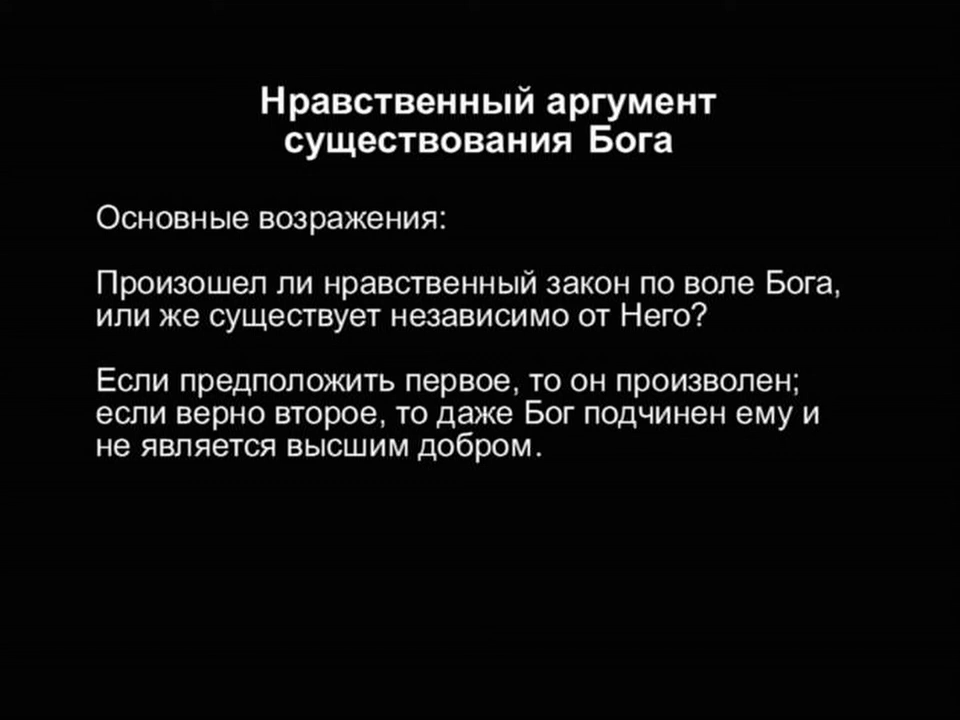 Нравственный аргумент
существования Бога
Основные возражения:
Произошел ли нравственный закон по воле Бога,
или же существует независимо от Него?
Если предположить первое, то он произволен;
если верно второе, то даже Бог подчинен ему и
не является высшим добром.